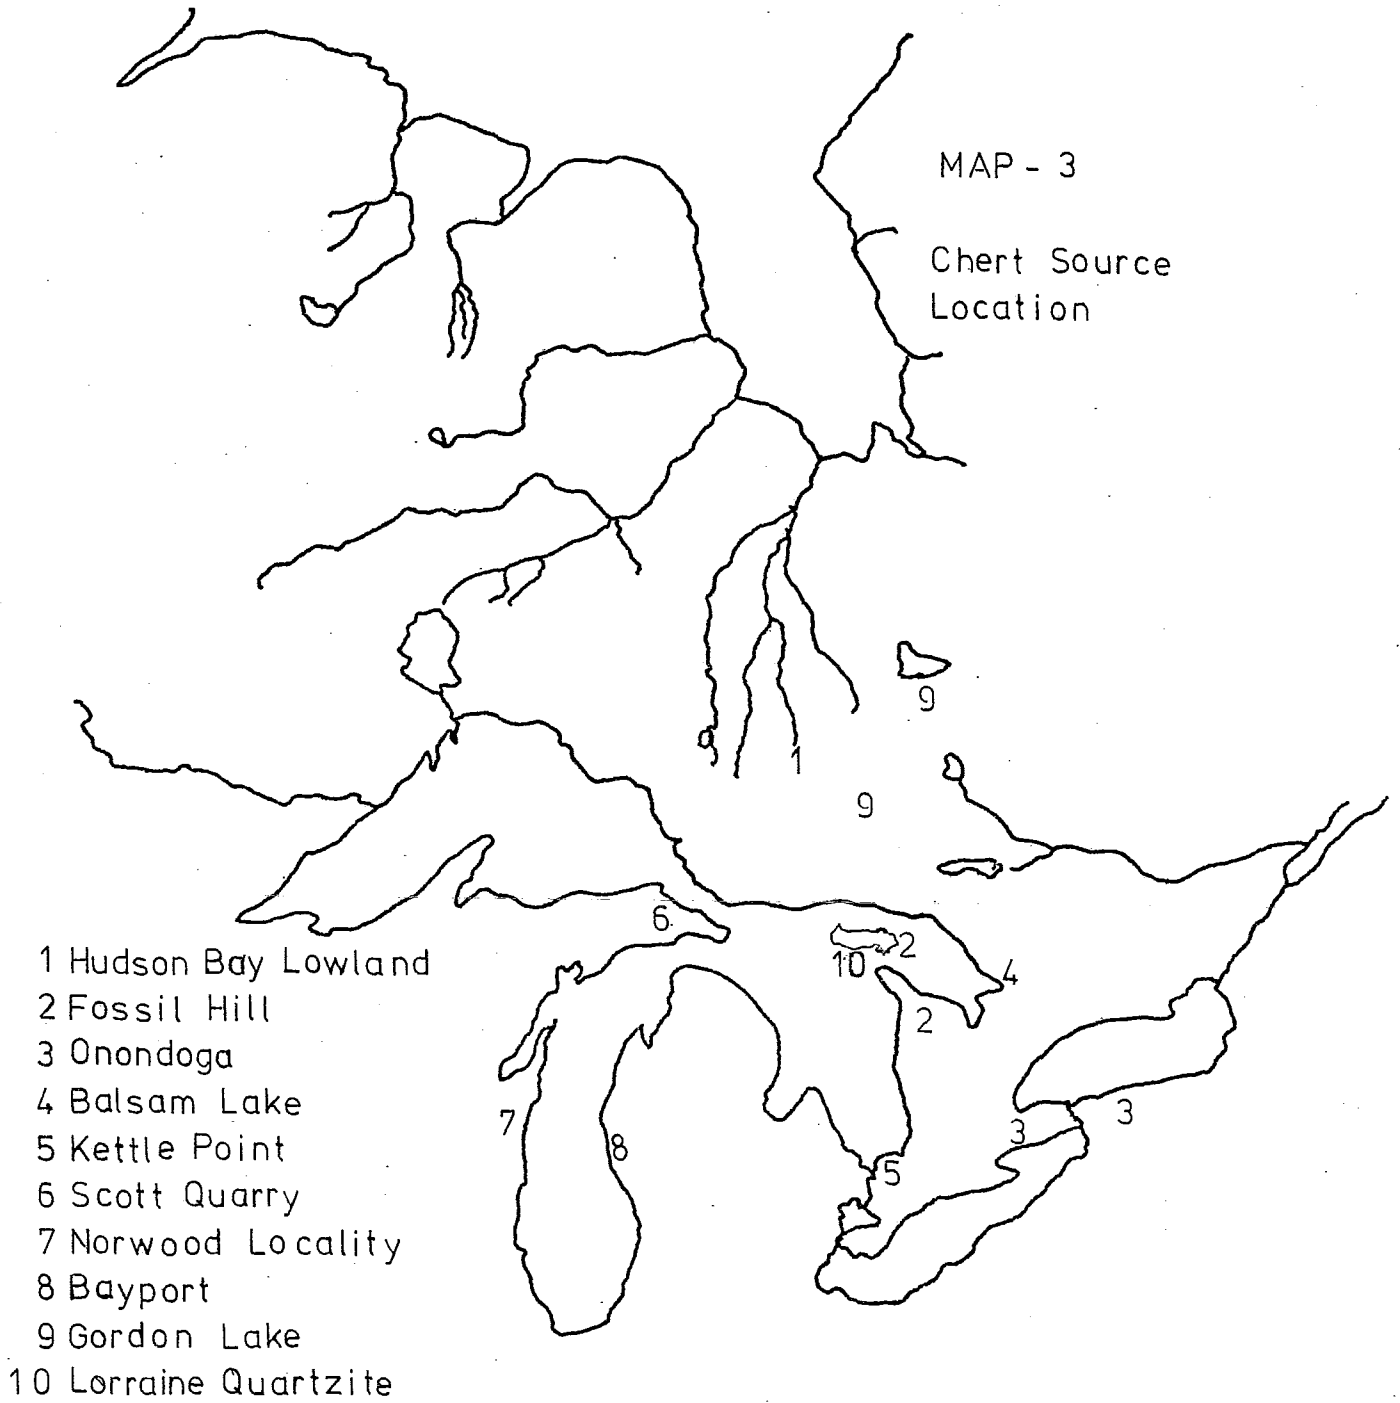 MAP - 3
Chert Source
Location
9
1
9
6
2
10
4
2
3
7
3
8
5
1 Hudson Bay Lowland
2 Fossil Hill
3 Onondoga
4 Balsam Lake
5 Kettle Point
6 Scott Quarry
7 Norwood Locality
8 Bayport
9 Gordon Lake
10 Lorraine Quartzite